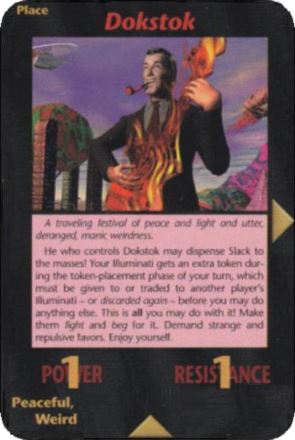 Place
Dokstok
A traveling festival of peace and light and utter,
deranged, manic weirdness.
He who controls Dokstok may dispense Slack to
the masses! Your Illuminati gets an extra token dur-
ing the token-placement phase of your turn, which
must be given to or traded to another player's
Illuminati – or discarded again – before you may do
anything else. This is all you may do with it! Make
them fight and beg for it. Demand strange and
repulsive favors. Enjoy yourself.
POWER 1 RESISTANCE 1
Peaceful,
Weird